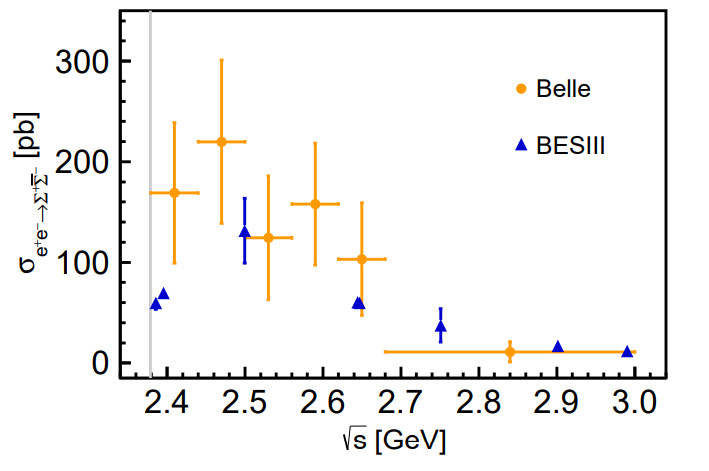 300
200
100
0
σ e⁺e⁻→Σ⁺Σ̅⁻ [pb]
Belle
BESIII
2.4 2.5 2.6 2.7 2.8 2.9 3.0
√s [GeV]